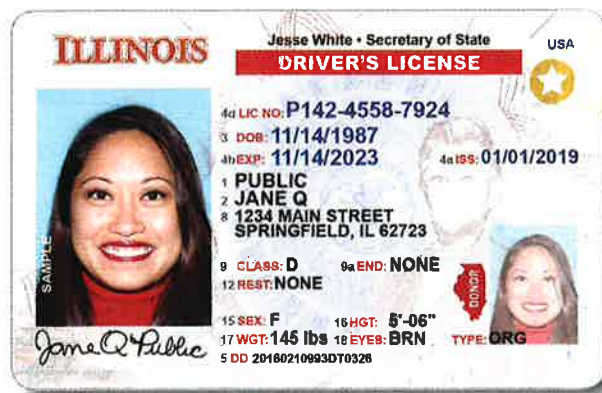 ILLINOIS
Jesse White • Secretary of State
USA
DRIVER'S LICENSE
4d LIC NO: P142-4558-7924
3 DOB: 11/14/1987
4b EXP: 11/14/2023 4a ISS: 01/01/2019
1 PUBLIC
2 JANE Q
8 1234 MAIN STREET
SPRINGFIELD, IL 62723
9 CLASS: D 9a END: NONE
12 REST: NONE
15 SEX: F 16 HGT: 5'-06"
17 WGT: 145 lbs 18 EYES: BRN TYPE: ORG
5 DD 20160210993DT0326
SAMPLE
DONOR
Jane Q Public